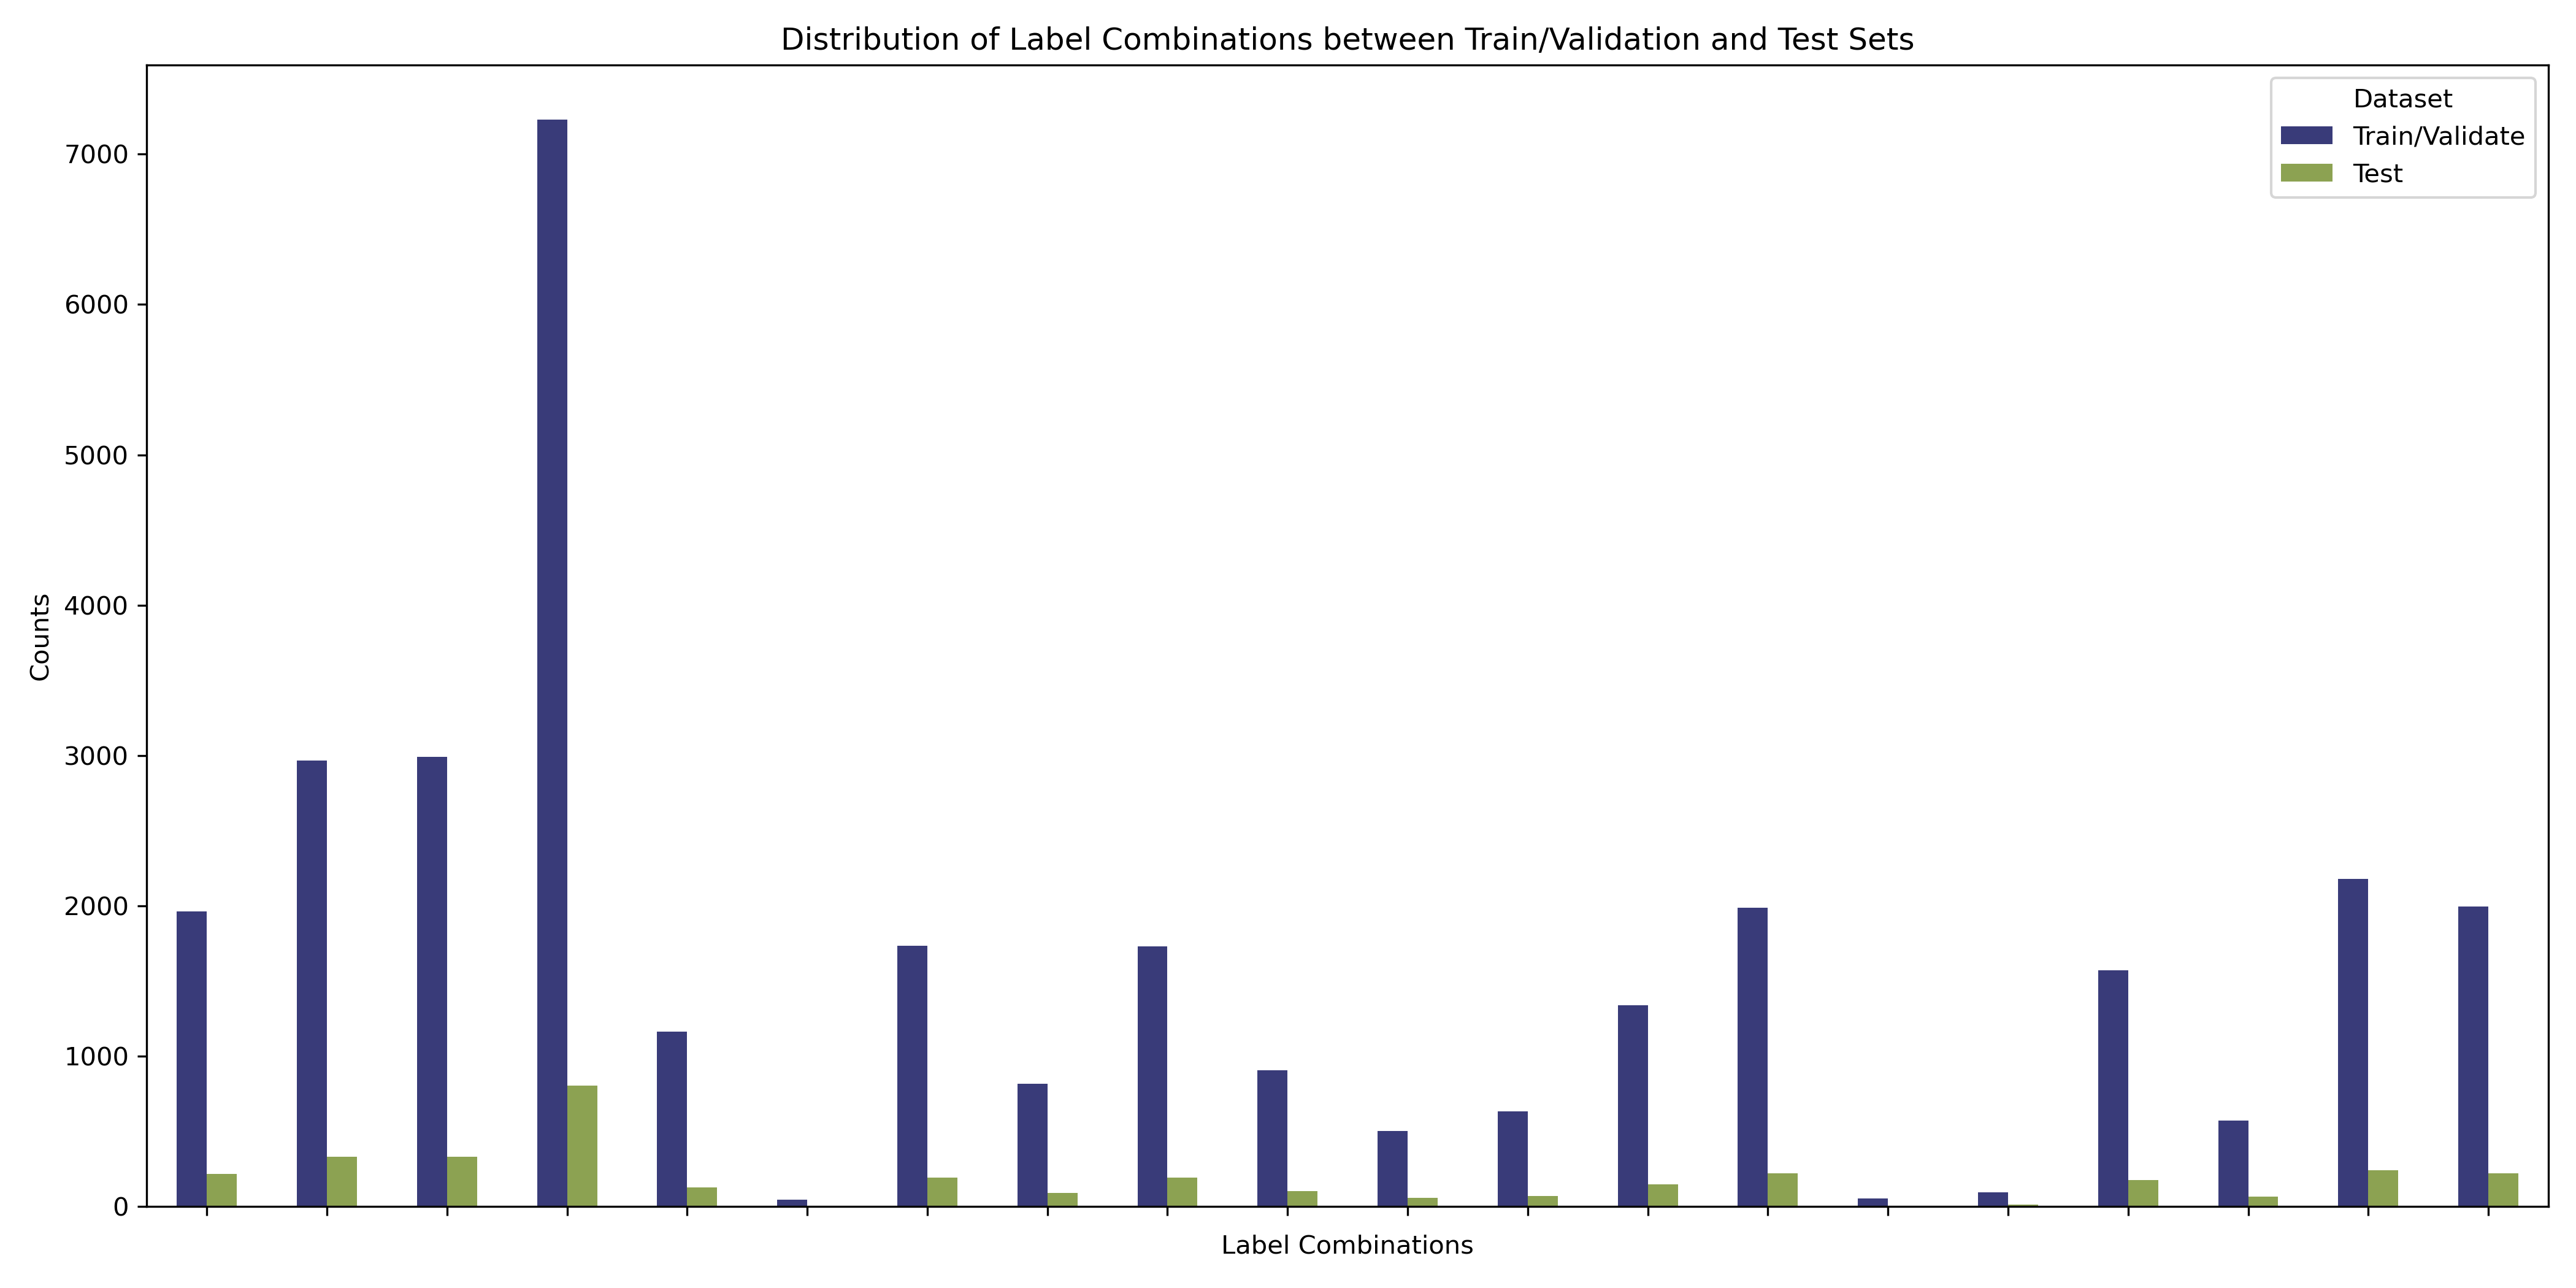 Distribution of Label Combinations between Train/Validation and Test Sets
Dataset
Train/Validate
Test
7000
6000
5000
4000
3000
2000
1000
0
Counts
Label Combinations